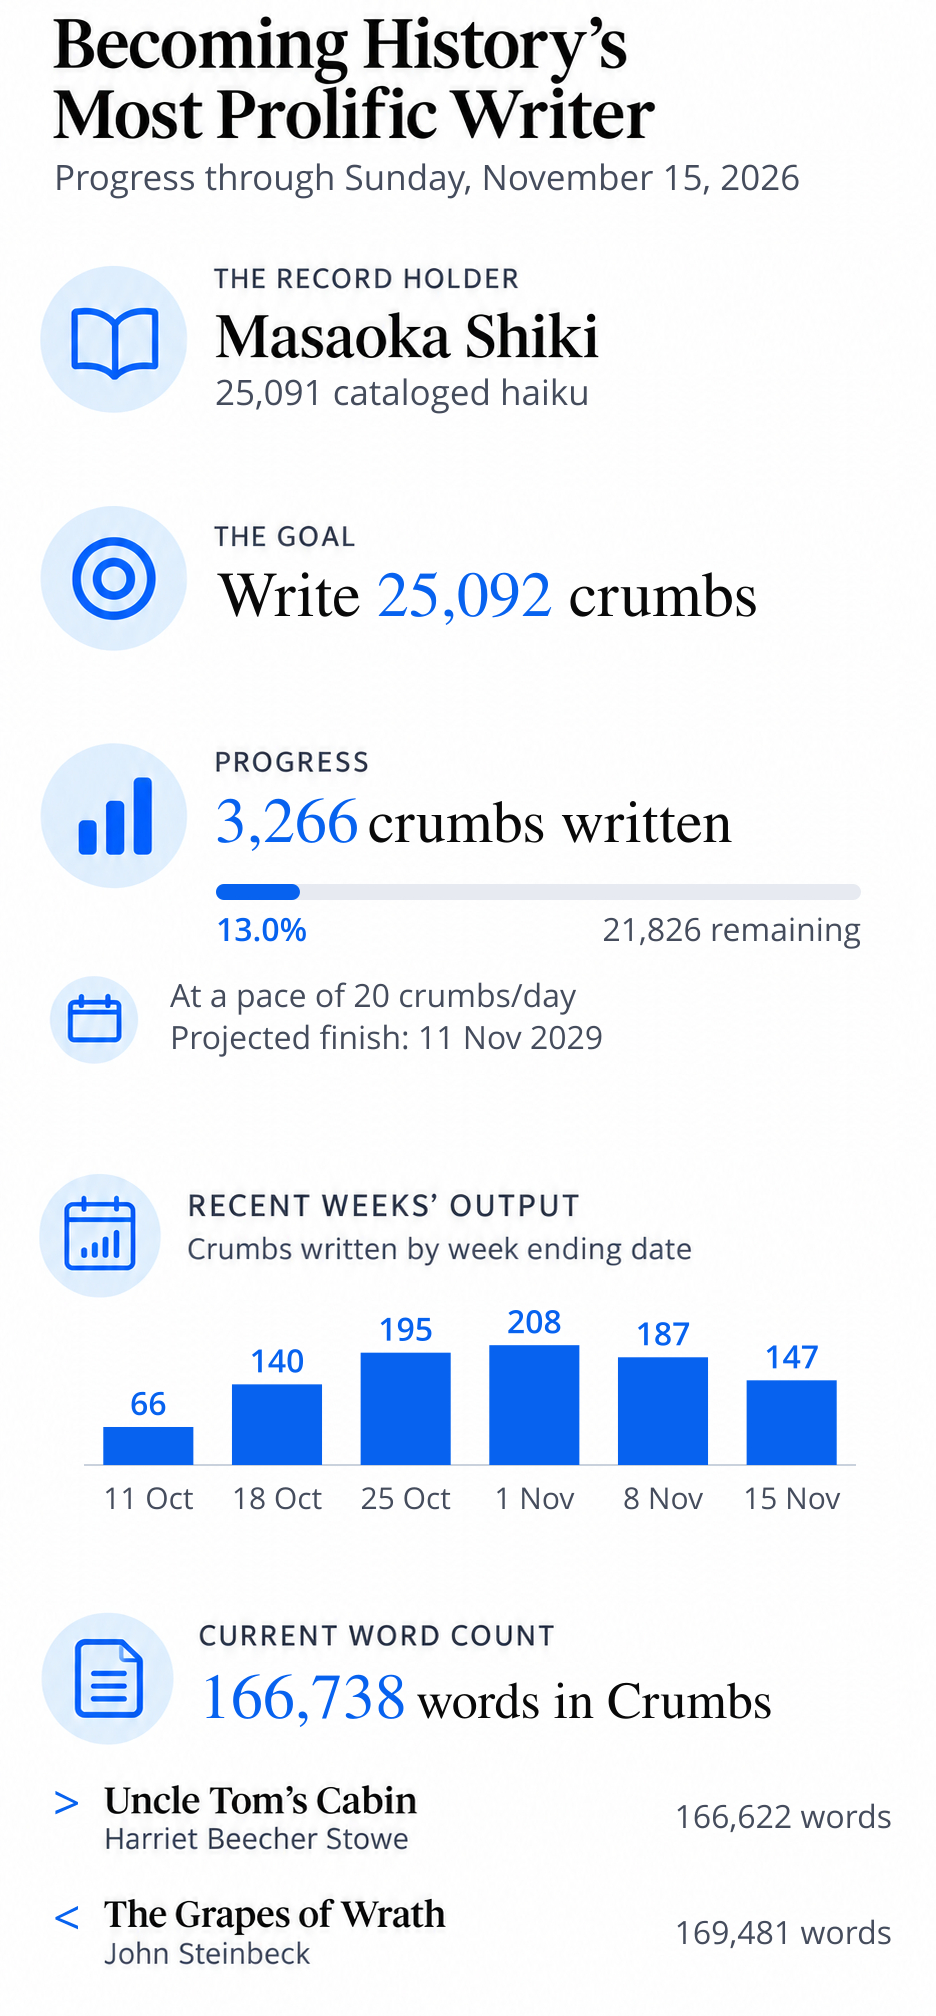 Becoming History’s
Most Prolific Writer
Progress through Sunday, November 15, 2026
THE RECORD HOLDER
Masaoka Shiki
25,091 cataloged haiku
THE GOAL
Write 25,092 crumbs
PROGRESS
3,266 crumbs written
13.0% 21,826 remaining
At a pace of 20 crumbs/day
Projected finish: 11 Nov 2029
RECENT WEEKS’ OUTPUT
Crumbs written by week ending date
66 140 195 208 187 147
11 Oct 18 Oct 25 Oct 1 Nov 8 Nov 15 Nov
CURRENT WORD COUNT
166,738 words in Crumbs
> Uncle Tom’s Cabin 166,622 words
Harriet Beecher Stowe
< The Grapes of Wrath 169,481 words
John Steinbeck